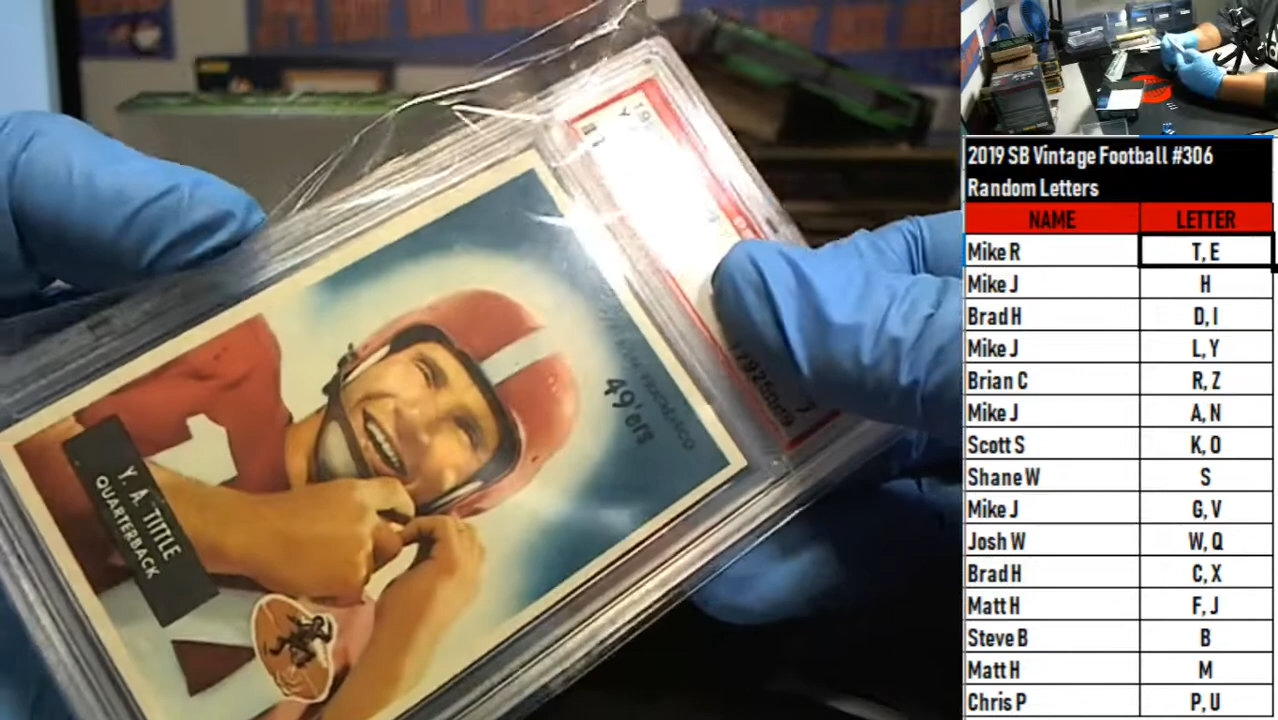 Y. A. TITTLE
QUARTERBACK
49'ers
2019 SB Vintage Football #306
Random Letters
NAME LETTER
Mike R T, E
Mike J H
Brad H D, I
Mike J L, Y
Brian C R, Z
Mike J A, N
Scott S K, O
Shane W S
Mike J G, V
Josh W W, Q
Brad H C, X
Matt H F, J
Steve B B
Matt H M
Chris P P, U